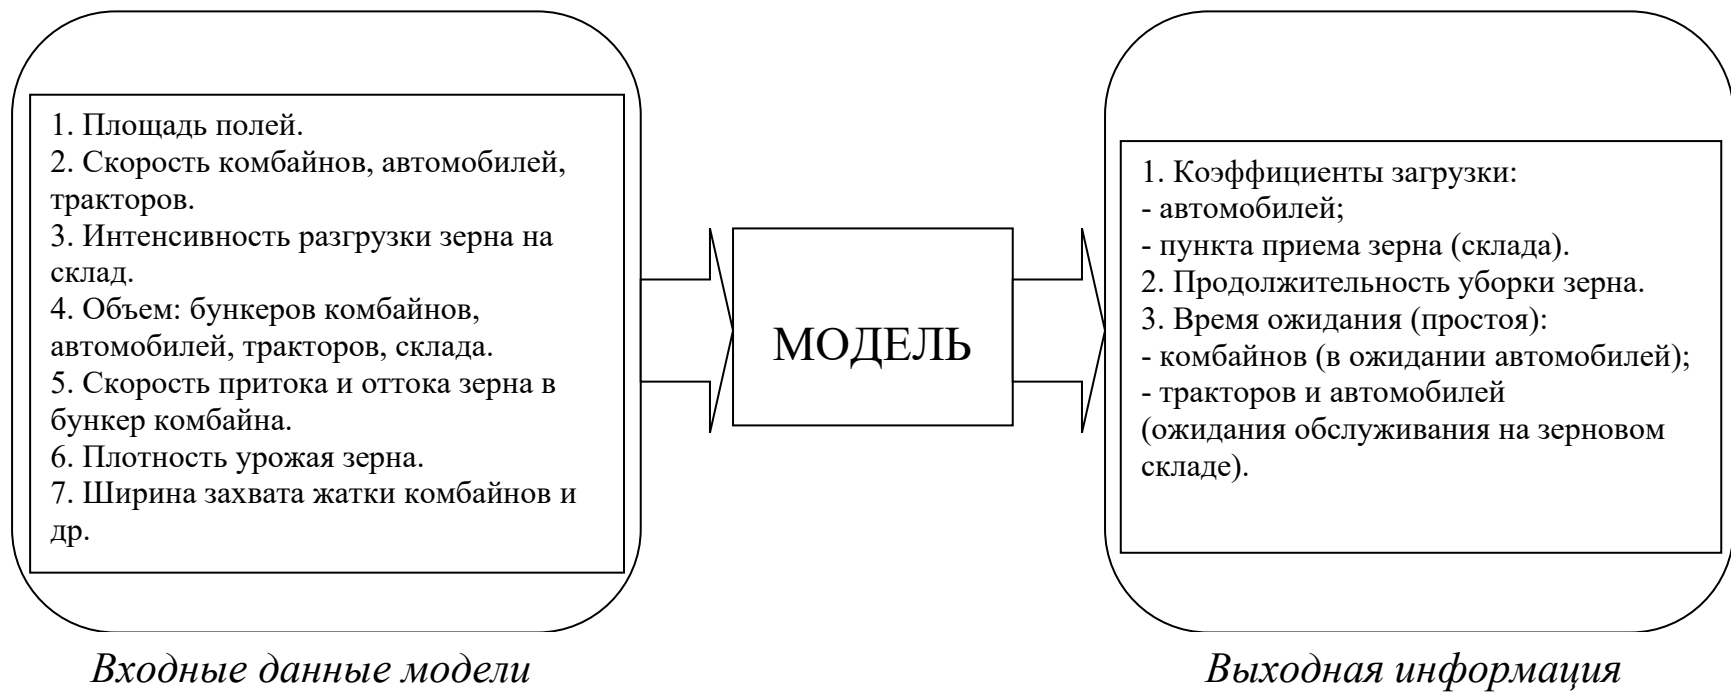 1. Площадь полей.
2. Скорость комбайнов, автомобилей,
тракторов.
3. Интенсивность разгрузки зерна на
склад.
4. Объем: бункеров комбайнов,
автомобилей, тракторов, склада.
5. Скорость притока и оттока зерна в
бункер комбайна.
6. Плотность урожая зерна.
7. Ширина захвата жатки комбайнов и
др.
Входные данные модели
МОДЕЛЬ
1. Коэффициенты загрузки:
- автомобилей;
- пункта приема зерна (склада).
2. Продолжительность уборки зерна.
3. Время ожидания (простоя):
- комбайнов (в ожидании автомобилей);
- тракторов и автомобилей
(ожидания обслуживания на зерновом
складе).
Выходная информация